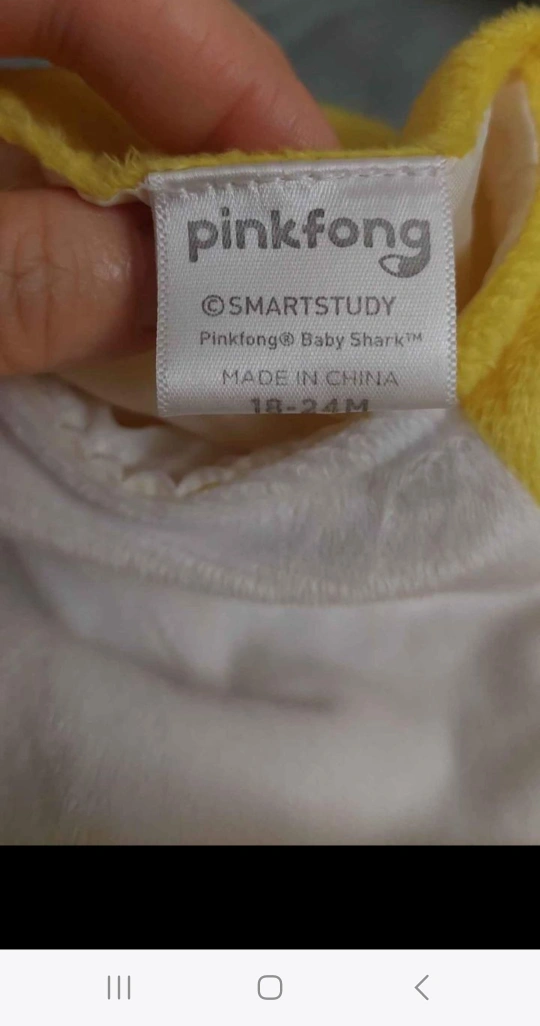 pinkfong
©SMARTSTUDY
Pinkfong® Baby Shark™
MADE IN CHINA
18-24M